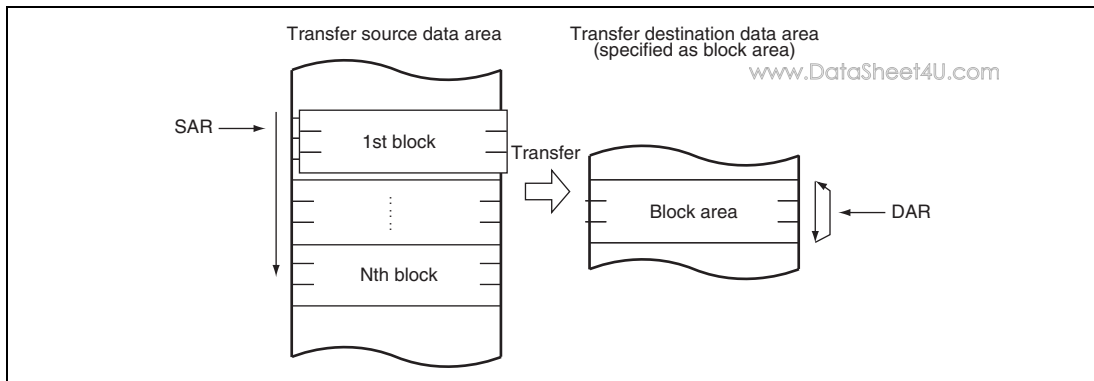 Transfer source data area
Transfer destination data area
(specified as block area)
www.DataSheet4U.com
SAR
1st block
Transfer
Block area
DAR
Nth block